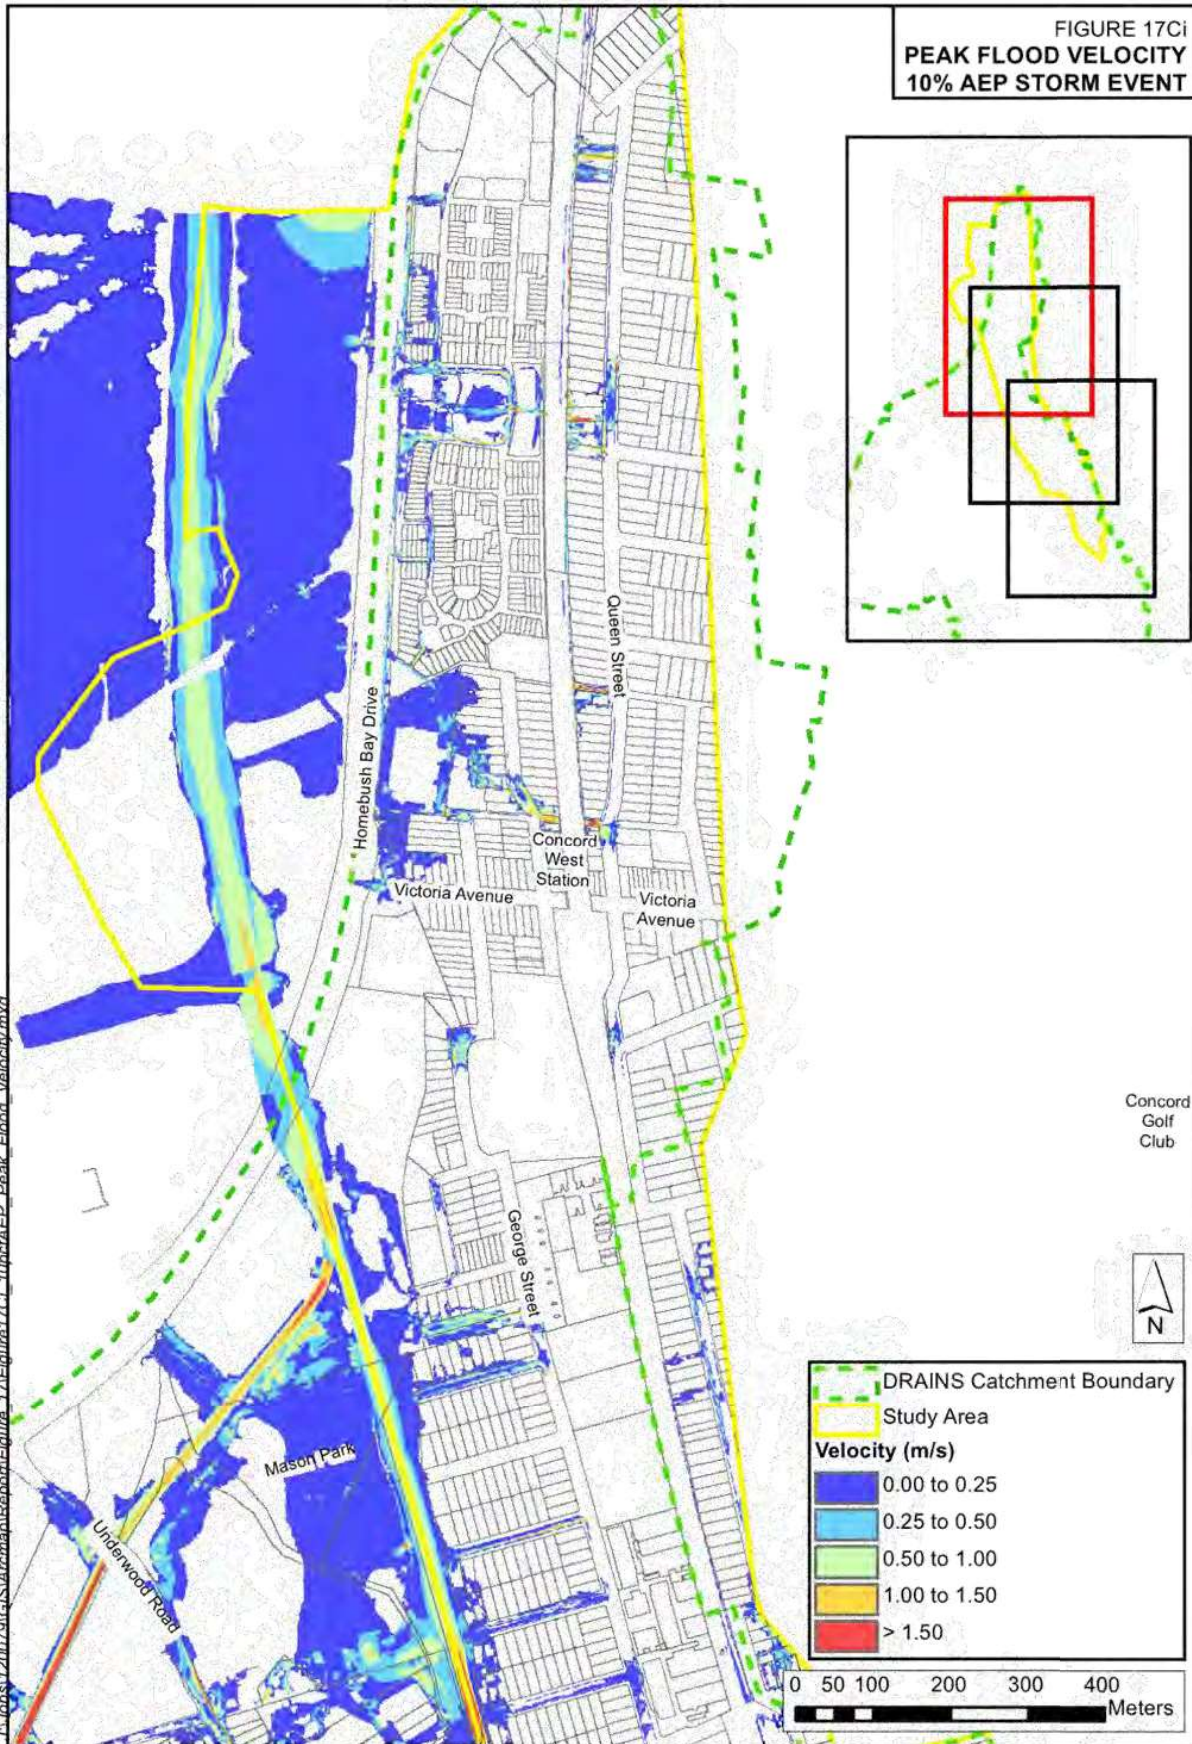 FIGURE 17Ci
PEAK FLOOD VELOCITY
10% AEP STORM EVENT
Queen Street
Homebush Bay Drive
Concord
West
Station
Victoria Avenue
Victoria
Avenue
Concord
Golf
Club
George Street
N
Mason Park
Underwood Road
DRAINS Catchment Boundary
Study Area
Velocity (m/s)
0.00 to 0.25
0.25 to 0.50
0.50 to 1.00
1.00 to 1.50
> 1.50
0 50 100 200 300 400
Meters